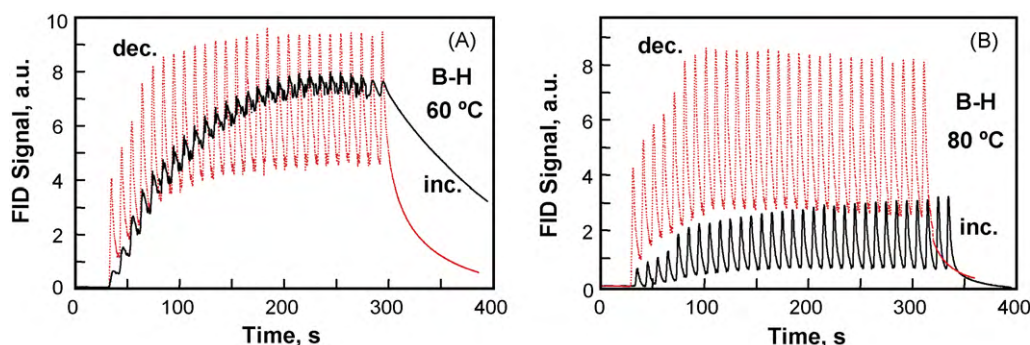 (A)
dec.
B-H
60 ºC
inc.
FID Signal, a.u.
10
8
6
4
2
0
0 100 200 300 400
Time, s
(B)
dec.
B-H
80 ºC
inc.
FID Signal, a.u.
8
6
4
2
0
0 100 200 300 400
Time, s